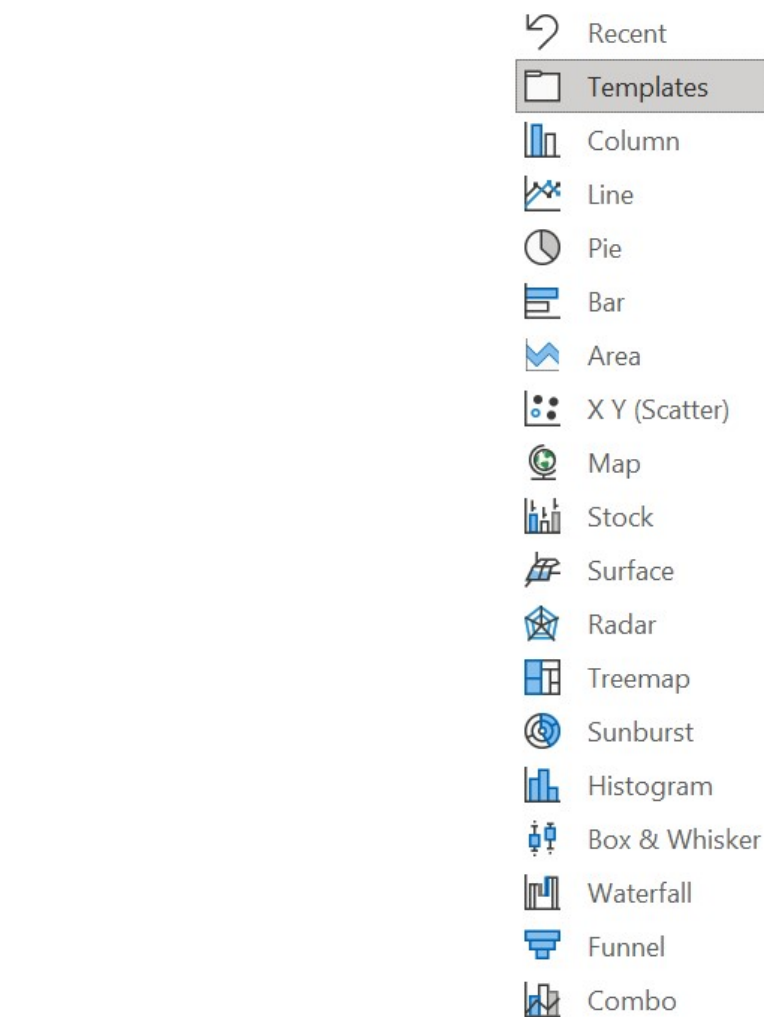 Recent
Templates
Column
Line
Pie
Bar
Area
X Y (Scatter)
Map
Stock
Surface
Radar
Treemap
Sunburst
Histogram
Box & Whisker
Waterfall
Funnel
Combo